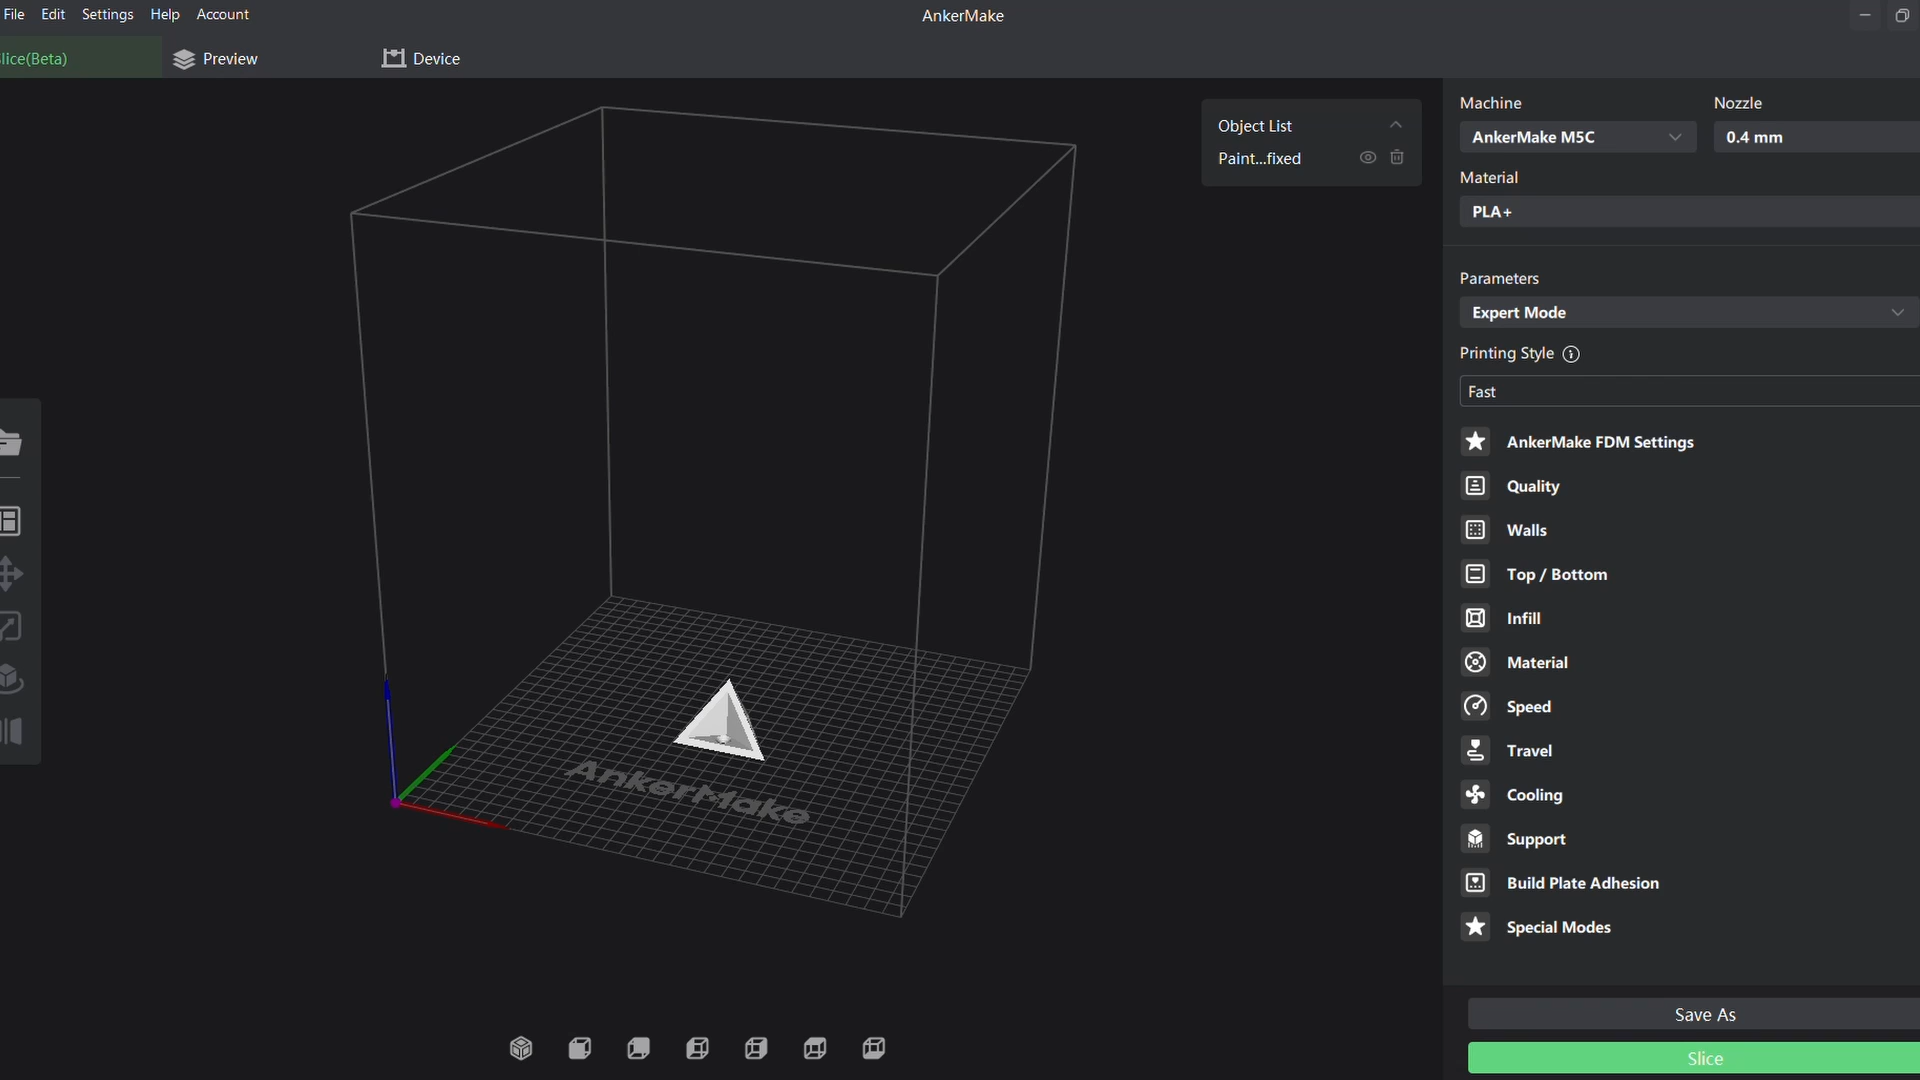 File Edit Settings Help Account
AnkerMake
lice(Beta)
Preview
Device
Object List
Paint...fixed
Machine
Nozzle
AnkerMake M5C
0.4 mm
Material
PLA+
Parameters
Expert Mode
Printing Style
Fast
AnkerMake FDM Settings
Quality
Walls
Top / Bottom
Infill
Material
Speed
Travel
Cooling
Support
Build Plate Adhesion
Special Modes
AnkerMake
Save As
Slice